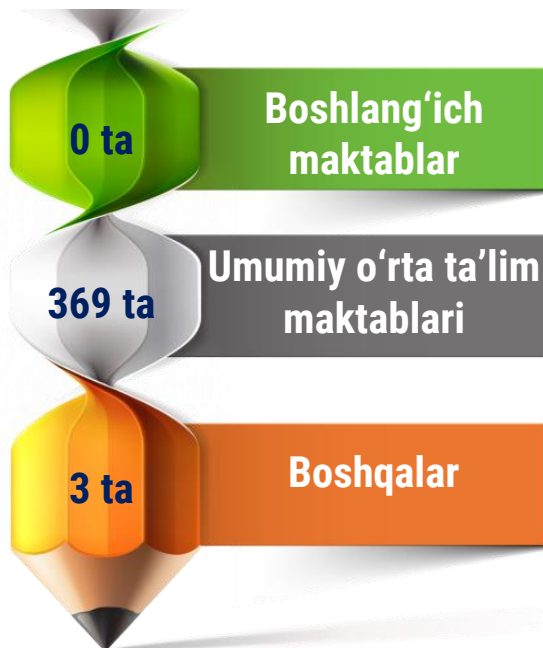 0 ta
Boshlang‘ich
maktablar
369 ta
Umumiy o‘rta ta’lim
maktablari
3 ta
Boshqalar